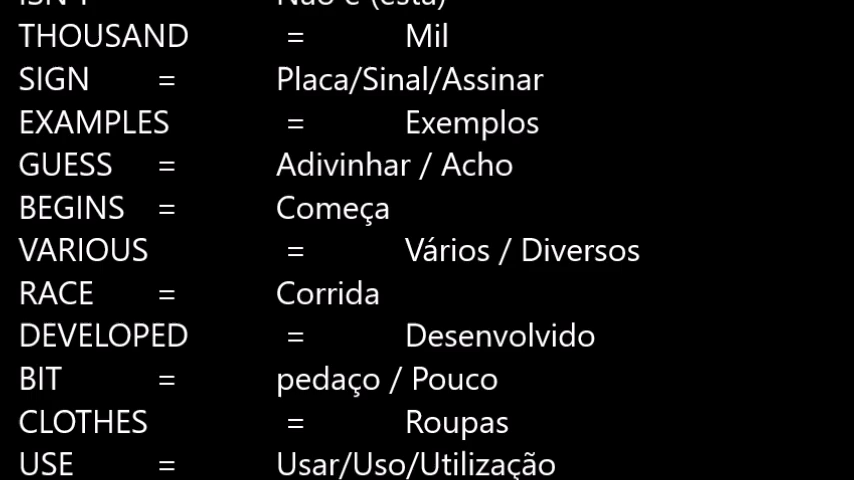 THOUSAND = Mil
SIGN = Placa/Sinal/Assinar
EXAMPLES = Exemplos
GUESS = Adivinhar / Acho
BEGINS = Começa
VARIOUS = Vários / Diversos
RACE = Corrida
DEVELOPED = Desenvolvido
BIT = pedaço / Pouco
CLOTHES = Roupas
USE = Usar/Uso/Utilização